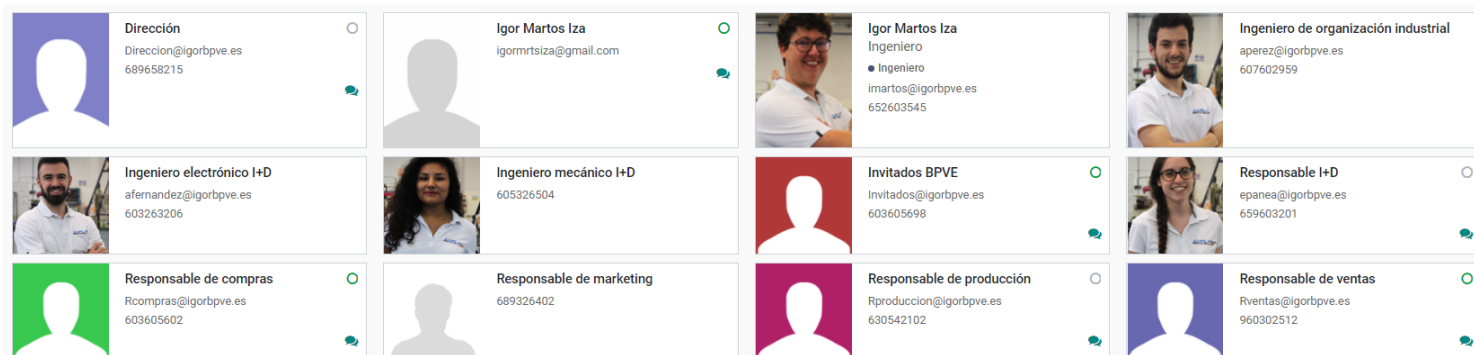 Dirección
Direccion@igorbpve.es
689658215
Igor Martos Iza
igormrtsiza@gmail.com
Igor Martos Iza
Ingeniero
Ingeniero
imartos@igorbpve.es
652603545
Ingeniero de organización industrial
aperez@igorbpve.es
607602959
Ingeniero electrónico I+D
afernandez@igorbpve.es
603263206
Ingeniero mecánico I+D
605326504
Invitados BPVE
Invitados@igorbpve.es
603605698
Responsable I+D
epanea@igorbpve.es
659603201
Responsable de compras
Rcompras@igorbpve.es
603605602
Responsable de marketing
689326402
Responsable de producción
Rproduccion@igorbpve.es
630542102
Responsable de ventas
Rventas@igorbpve.es
960302512